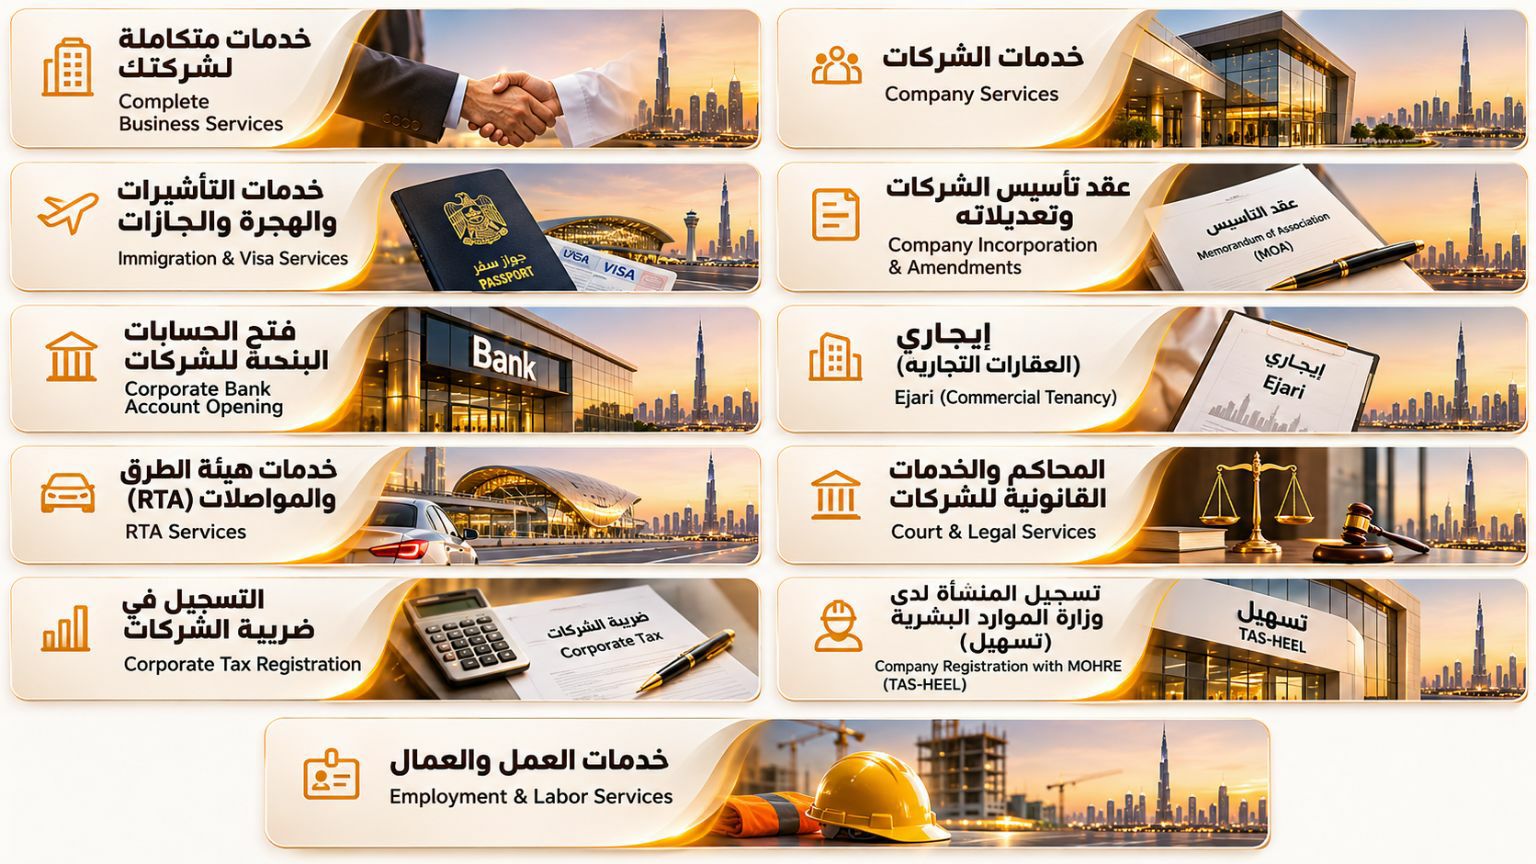 خدمات متكاملة
لشركتك
Complete
Business Services
خدمات الشركات
Company Services
خدمات التأشيرات
والهجرة والجازات
Immigration & Visa Services
جواز سفر
PASSPORT
VISA
VISA
عقد تأسيس الشركات
وتعديلاته
Company Incorporation
& Amendments
عقد التأسيس
Memorandum of Association
(MOA)
فتح الحسابات
البنحىة للشركات
Corporate Bank
Account Opening
Bank
إيجاري
(العقارات التجارية)
Ejari (Commercial Tenancy)
إيجاري
Ejari
خدمات هيئة الطرق
والمواصلات (RTA)
RTA Services
المحاكم والخدمات
القانونية للشركات
Court & Legal Services
التسجيل في
ضريبة الشركات
Corporate Tax Registration
ضريبة الشركات
Corporate Tax
تسجيل المنشأة لدى
وزارة الموارد البشرية
(تسهيل)
Company Registration with MOHRE
(TAS-HEEL)
تسهيل
TAS-HEEL
خدمات العمل والعمال
Employment & Labor Services